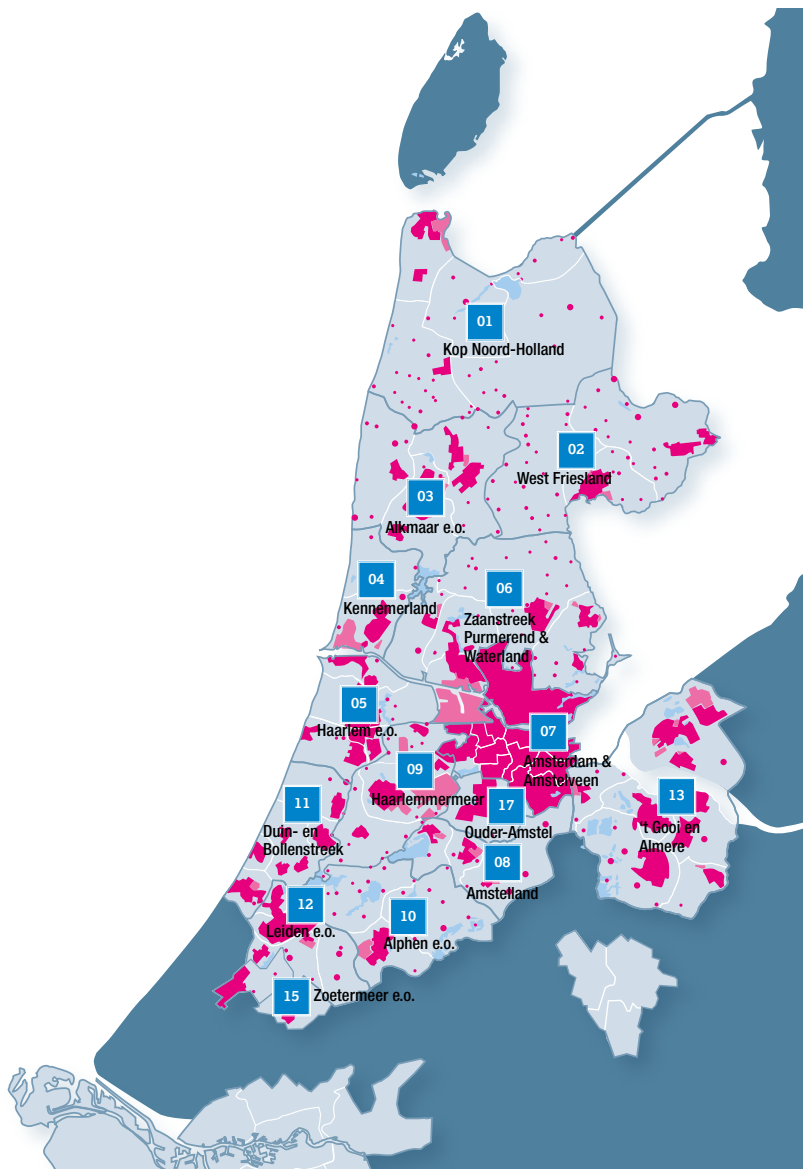 01
Kop Noord-Holland
02
West Friesland
03
Alkmaar e.o.
04
Kennemerland
06
Zaanstreek
Purmerend &
Waterland
05
Haarlem e.o.
07
Amsterdam &
Amstelveen
09
Haarlemmermeer
13
't Gooi en
Almere
11
Duin- en
Bollenstreek
17
Ouder-Amstel
08
Amstelland
12
Leiden e.o.
10
Alphen e.o.
15
Zoetermeer e.o.